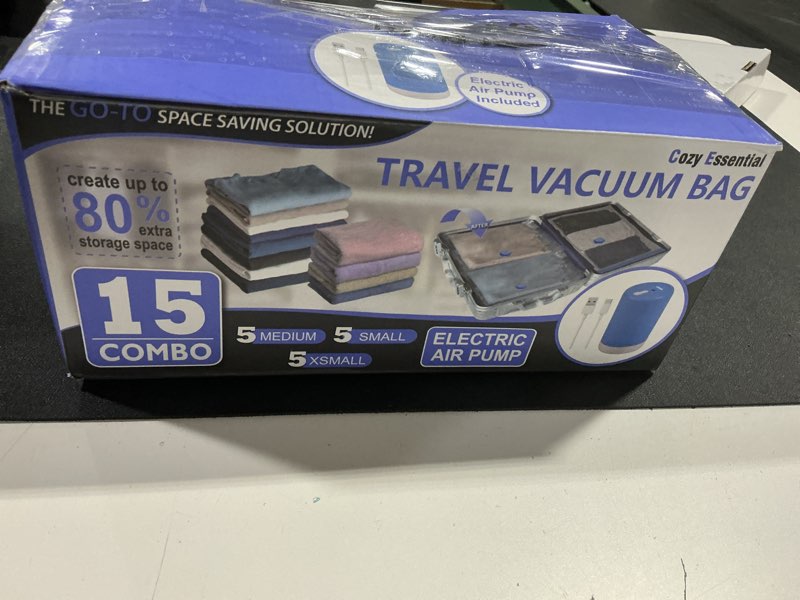 Electric
Air Pump
Included
THE GO-TO SPACE SAVING SOLUTION!
Cozy Essential
TRAVEL VACUUM BAG
create up to
80%
extra
storage space
AFTER
15
COMBO
5 MEDIUM 5 SMALL
5 XSMALL
ELECTRIC
AIR PUMP